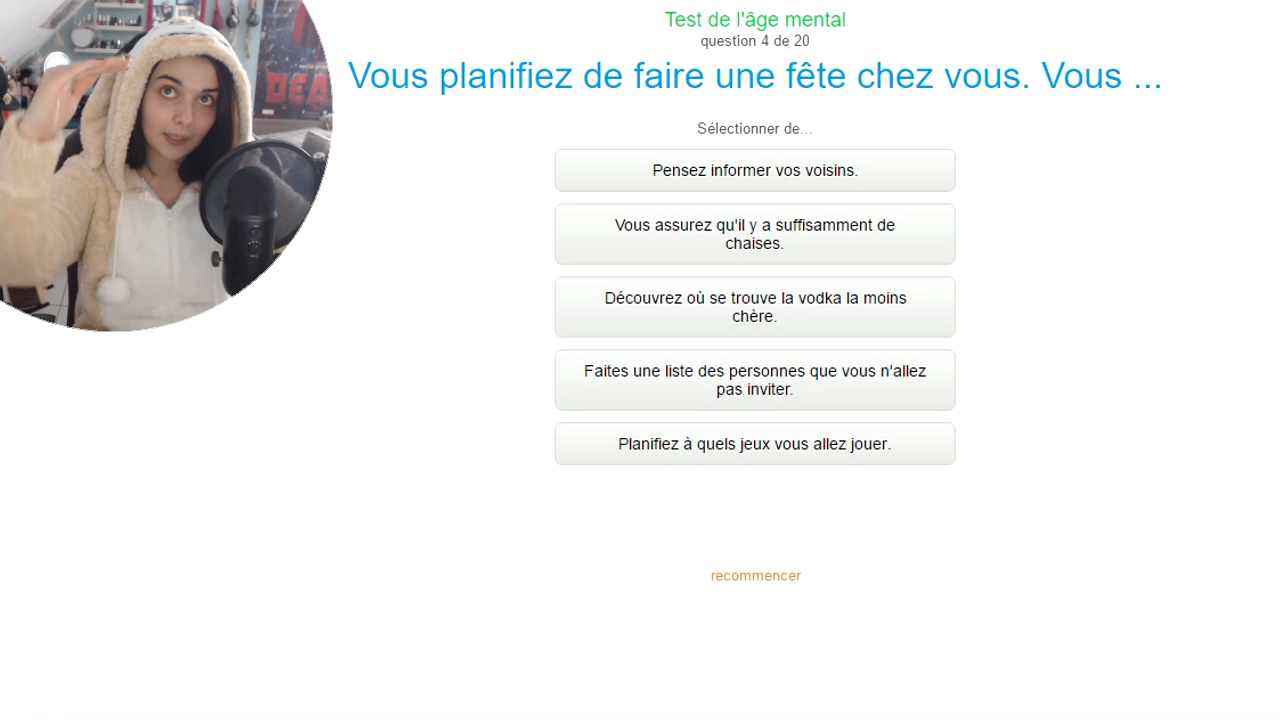 Test de l'âge mental
question 4 de 20
Vous planifiez de faire une fête chez vous. Vous ...
Sélectionner de...
Pensez informer vos voisins.
Vous assurez qu'il y a suffisamment de
chaises.
Découvrez où se trouve la vodka la moins
chère.
Faites une liste des personnes que vous n'allez
pas inviter.
Planifiez à quels jeux vous allez jouer.
recommencer
DEA